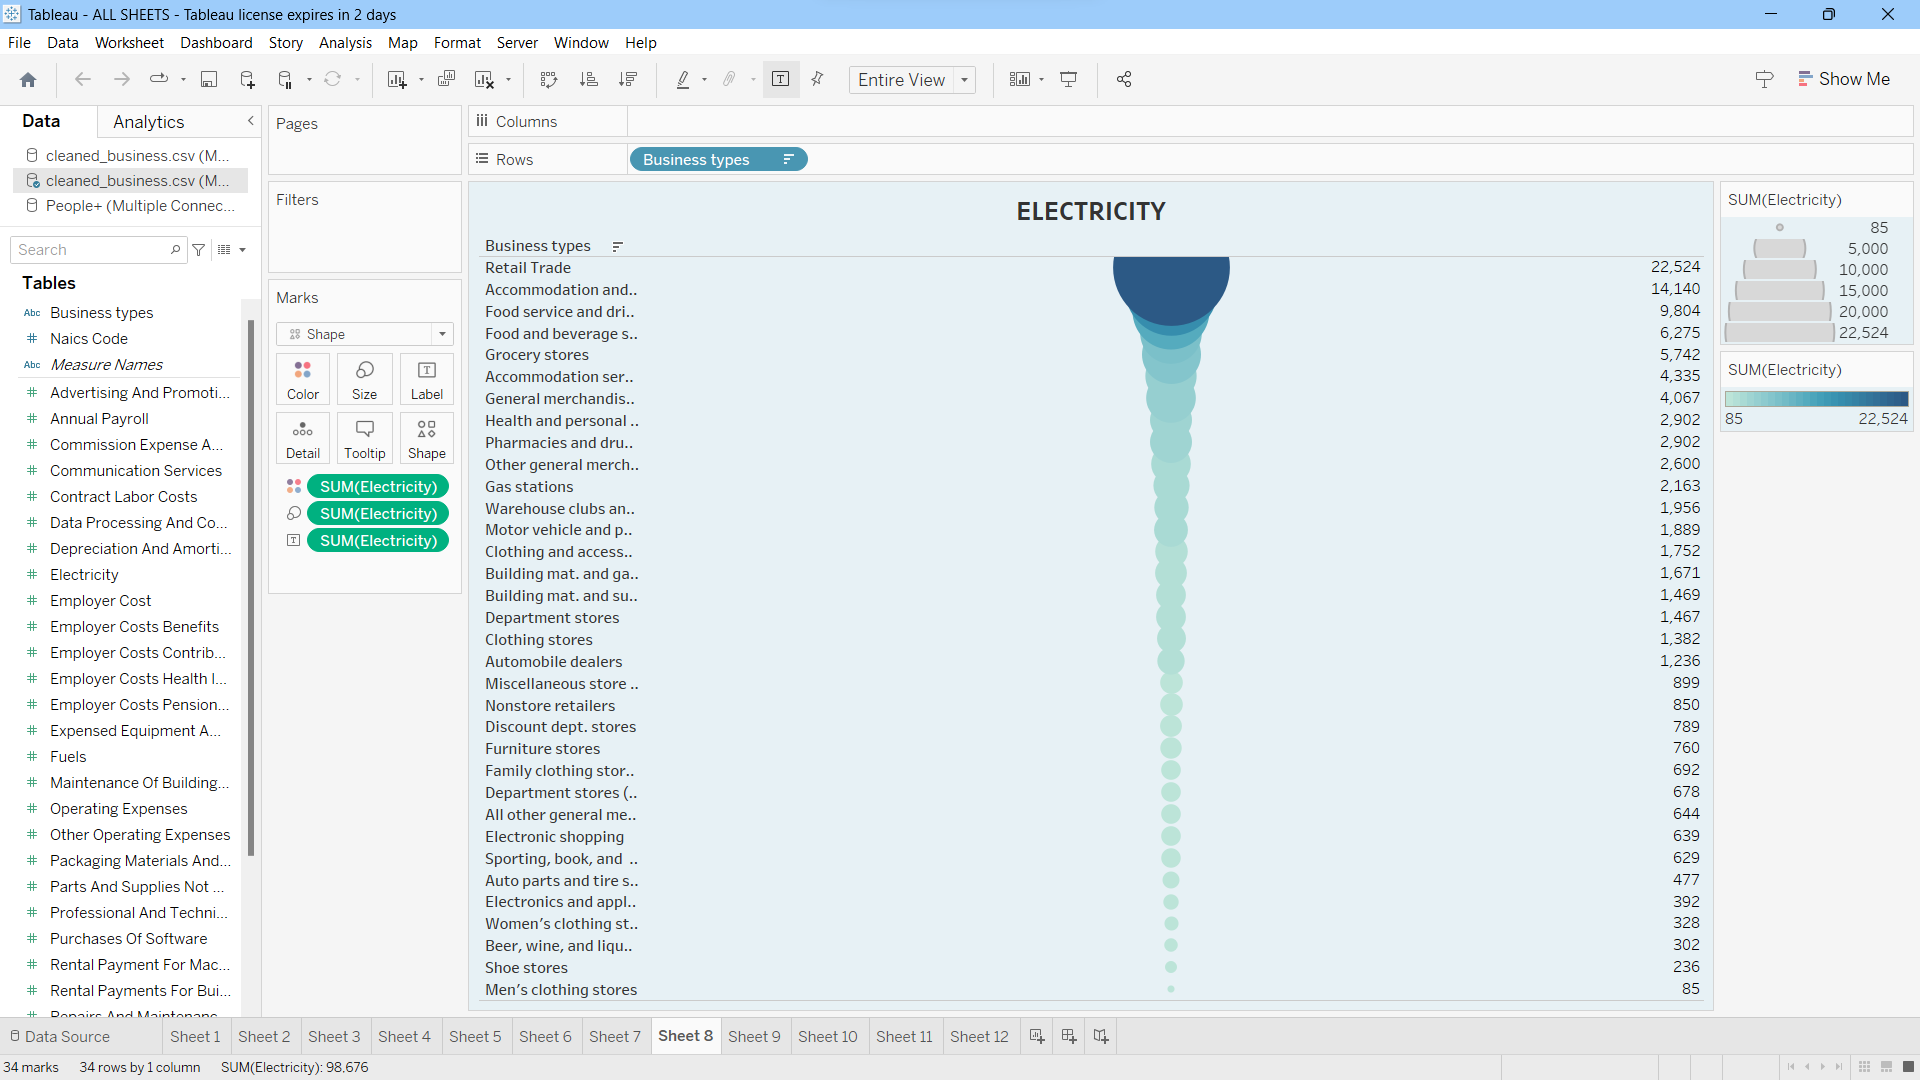 Tableau - ALL SHEETS - Tableau license expires in 2 days
File Data Worksheet Dashboard Story Analysis Map Format Server Window Help
Entire View
Show Me
Data
Analytics
cleaned_business.csv (M...
cleaned_business.csv (M...
People+ (Multiple Connec...
Search
Tables
Abc Business types
# Naics Code
Abc Measure Names
# Advertising And Promoti...
# Annual Payroll
# Commission Expense A...
# Communication Services
# Contract Labor Costs
# Data Processing And Co...
# Depreciation And Amorti...
# Electricity
# Employer Cost
# Employer Costs Benefits
# Employer Costs Contrib...
# Employer Costs Health I...
# Employer Costs Pension...
# Expensed Equipment A...
# Fuels
# Maintenance Of Building...
# Operating Expenses
# Other Operating Expenses
# Packaging Materials And...
# Parts And Supplies Not ...
# Professional And Techni...
# Purchases Of Software
# Rental Payment For Mac...
# Rental Payments For Bui...
# Repairs And Maintenanc...
Pages
Filters
Marks
Shape
Color Size Label
Detail Tooltip Shape
SUM(Electricity)
SUM(Electricity)
T SUM(Electricity)
Columns
Rows
Business types
ELECTRICITY
Business types
Retail Trade 22,524
Accommodation and.. 14,140
Food service and dri.. 9,804
Food and beverage s.. 6,275
Grocery stores 5,742
Accommodation ser.. 4,335
General merchandis.. 4,067
Health and personal .. 2,902
Pharmacies and dru.. 2,902
Other general merch.. 2,600
Gas stations 2,163
Warehouse clubs an.. 1,956
Motor vehicle and p.. 1,889
Clothing and access.. 1,752
Building mat. and ga.. 1,671
Building mat. and su.. 1,469
Department stores 1,467
Clothing stores 1,382
Automobile dealers 1,236
Miscellaneous store .. 899
Nonstore retailers 850
Discount dept. stores 789
Furniture stores 760
Family clothing stor.. 692
Department stores (.. 678
All other general me.. 644
Electronic shopping 639
Sporting, book, and .. 629
Auto parts and tire s.. 477
Electronics and appl.. 392
Women’s clothing st.. 328
Beer, wine, and liqu.. 302
Shoe stores 236
Men’s clothing stores 85
SUM(Electricity)
85
5,000
10,000
15,000
20,000
22,524
SUM(Electricity)
85 22,524
Data Source Sheet 1 Sheet 2 Sheet 3 Sheet 4 Sheet 5 Sheet 6 Sheet 7 Sheet 8 Sheet 9 Sheet 10 Sheet 11 Sheet 12
34 marks 34 rows by 1 column SUM(Electricity): 98,676